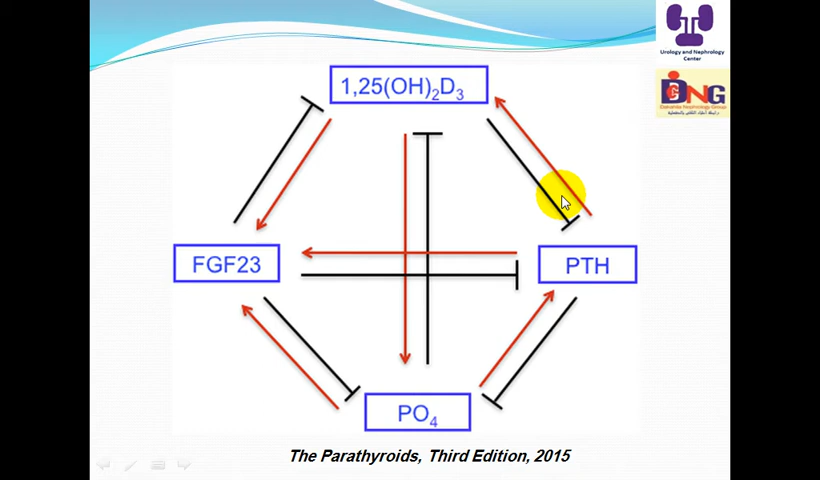 Urology and Nephrology
Center
DNG
Dakahlia Nephrology Group
1,25(OH)₂D₃
FGF23
PTH
PO₄
The Parathyroids, Third Edition, 2015